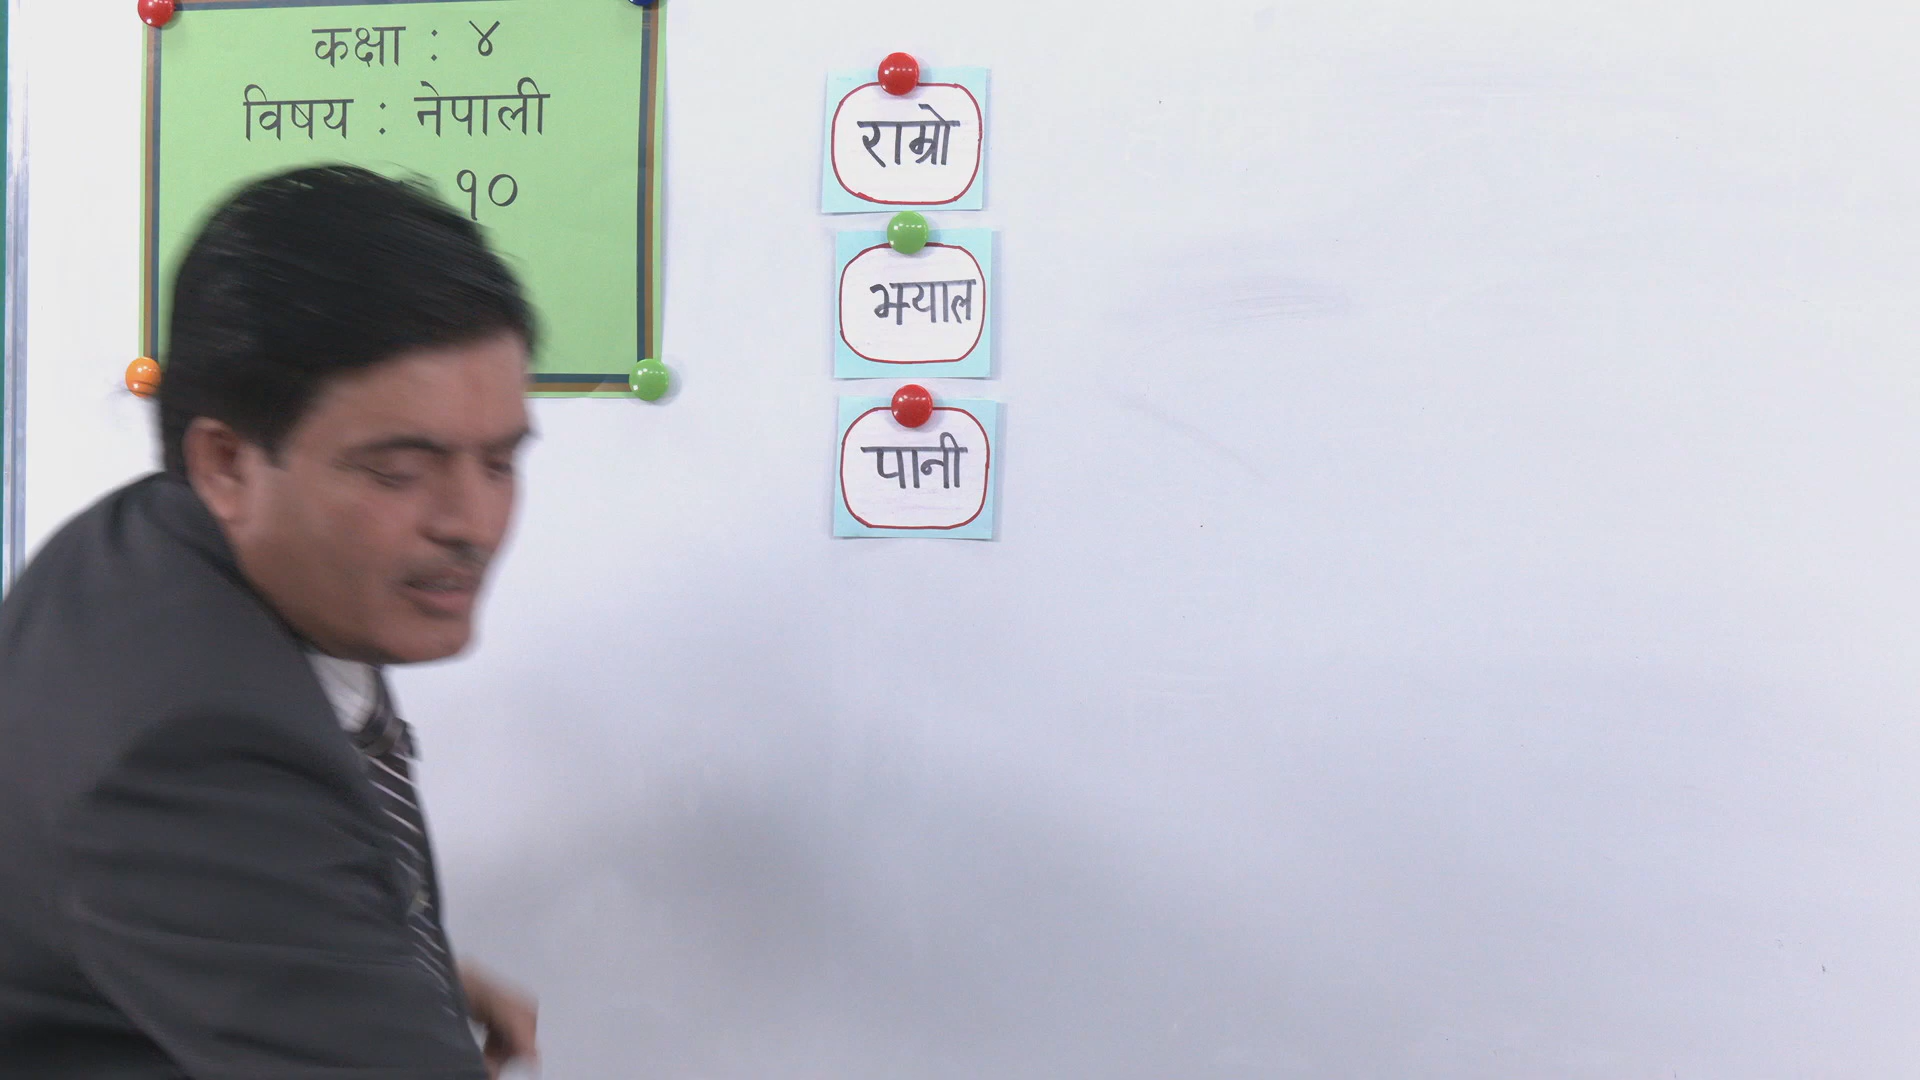 कक्षा : ४
विषय : नेपाली
१०
राम्रो
झ्याल
पानी